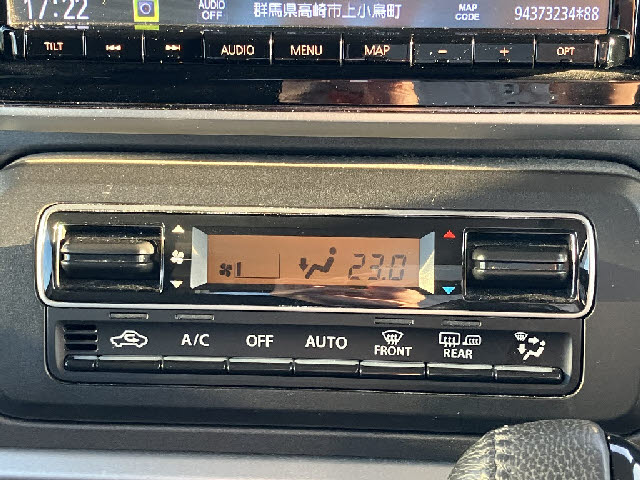 17:22 AUDIO OFF 群馬県高崎市上小鳥町 MAP CODE 94373234*88
TILT AUDIO MENU MAP - + OPT
23.0
A/C OFF AUTO FRONT REAR